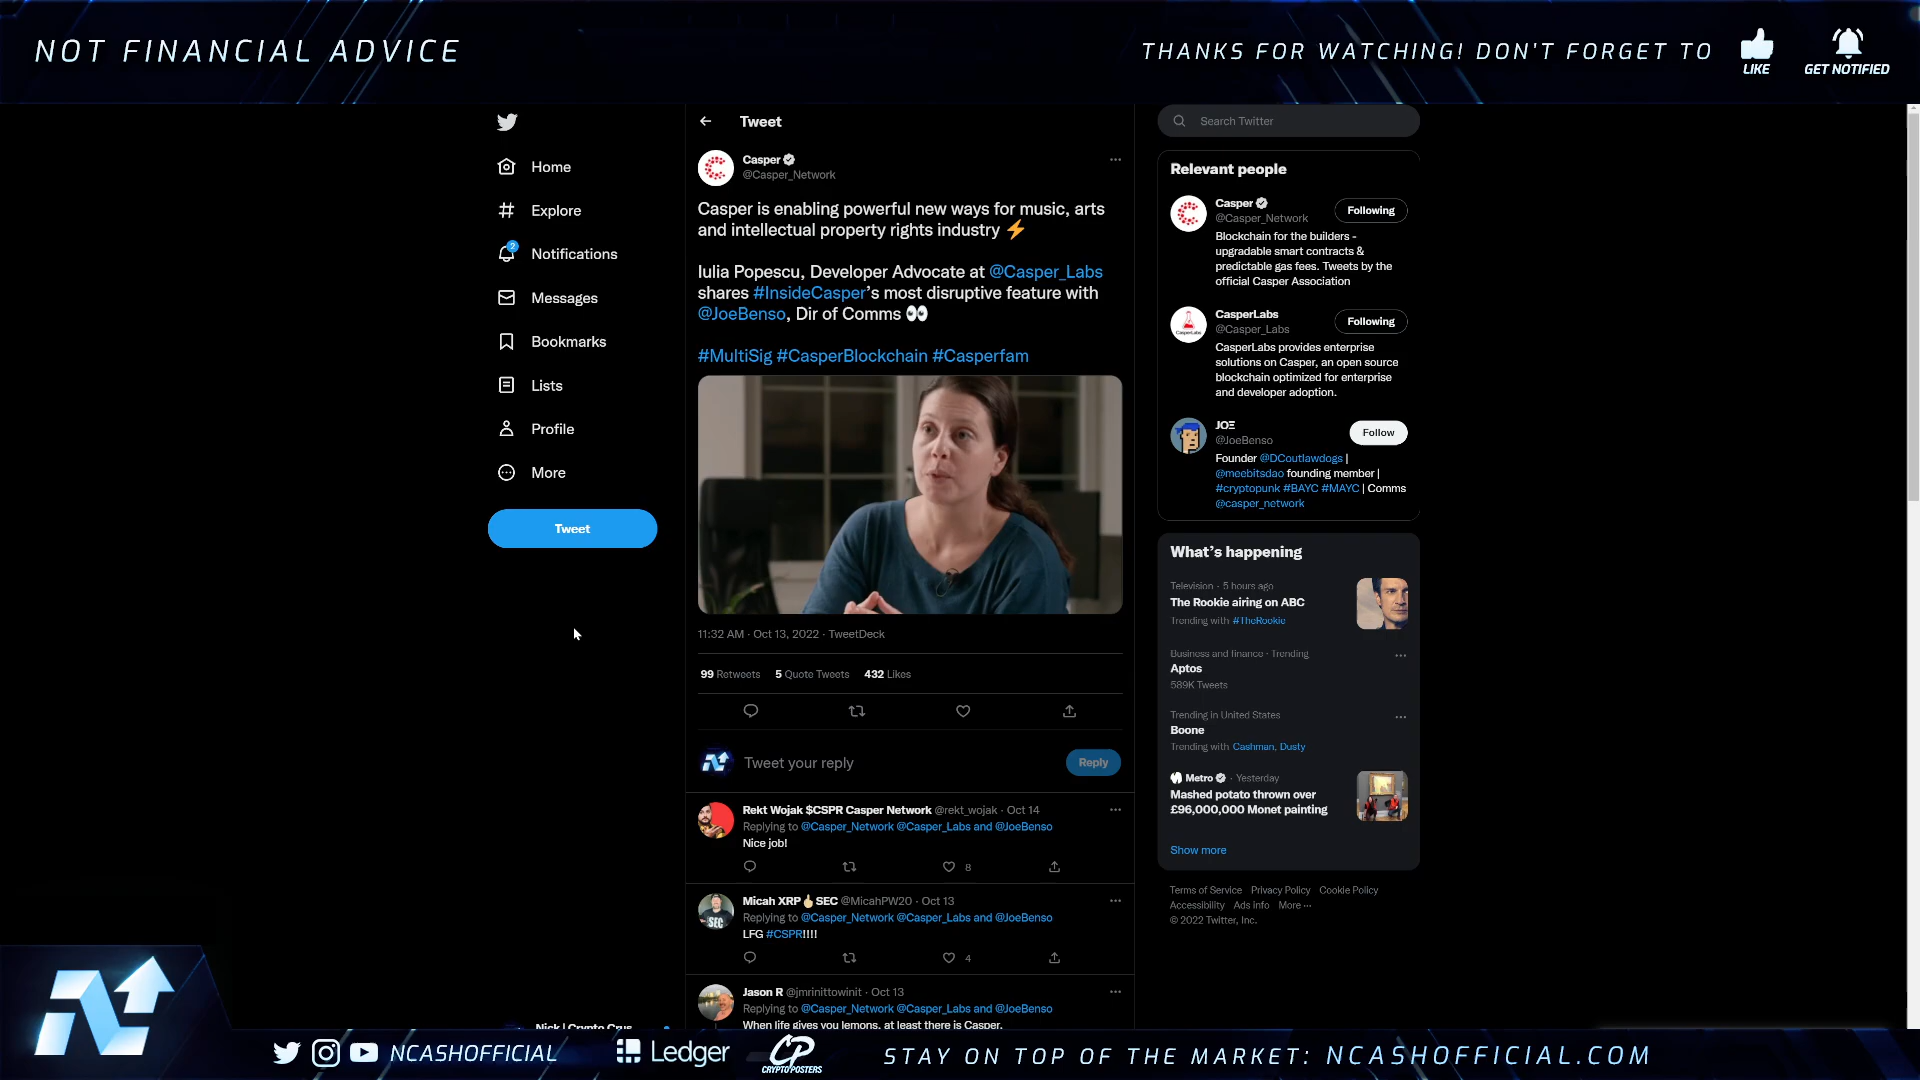 NOT FINANCIAL ADVICE
THANKS FOR WATCHING! DON'T FORGET TO
LIKE
GET NOTIFIED
Home
Explore
2
Notifications
Messages
Bookmarks
Lists
Profile
More
Tweet
Tweet
Casper
@Casper_Network
Casper is enabling powerful new ways for music, arts
and intellectual property rights industry ⚡
Iulia Popescu, Developer Advocate at @Casper_Labs
shares #InsideCasper's most disruptive feature with
@JoeBenso, Dir of Comms 👀
#MultiSig #CasperBlockchain #Casperfam
11:32 AM · Oct 13, 2022 · TweetDeck
99 Retweets 5 Quote Tweets 432 Likes
Tweet your reply
Reply
Rekt Wojak $CSPR Casper Network @rekt_wojak · Oct 14
Replying to @Casper_Network @Casper_Labs and @JoeBenso
Nice job!
8
Micah XRP👆🏼SEC @MicahPW20 · Oct 13
Replying to @Casper_Network @Casper_Labs and @JoeBenso
LFG #CSPR!!!!
4
Jason R @jmrinittowinit · Oct 13
Replying to @Casper_Network @Casper_Labs and @JoeBenso
When life gives you lemons, at least there is Casper.
Search Twitter
Relevant people
Casper
@Casper_Network
Following
Blockchain for the builders -
upgradable smart contracts &
predictable gas fees. Tweets by the
official Casper Association
CasperLabs
@Casper_Labs
Following
CasperLabs provides enterprise
solutions on Casper, an open source
blockchain optimized for enterprise
and developer adoption.
JOΞ
@JoeBenso
Follow
Founder @DCoutlawdogs |
@meebitsdao founding member |
#cryptopunk #BAYC #MAYC | Comms
@casper_network
What's happening
Television · 5 hours ago
The Rookie airing on ABC
Trending with #TheRookie
Business and finance · Trending
Aptos
589K Tweets
Trending in United States
Boone
Trending with Cashman, Dusty
Metro · Yesterday
Mashed potato thrown over
£96,000,000 Monet painting
Show more
Terms of Service Privacy Policy Cookie Policy
Accessibility Ads info More ···
© 2022 Twitter, Inc.
Nick | Crypto Crus
NCASHOFFICIAL
Ledger
CP
CRYPTO POSTERS
STAY ON TOP OF THE MARKET: NCASHOFFICIAL.COM